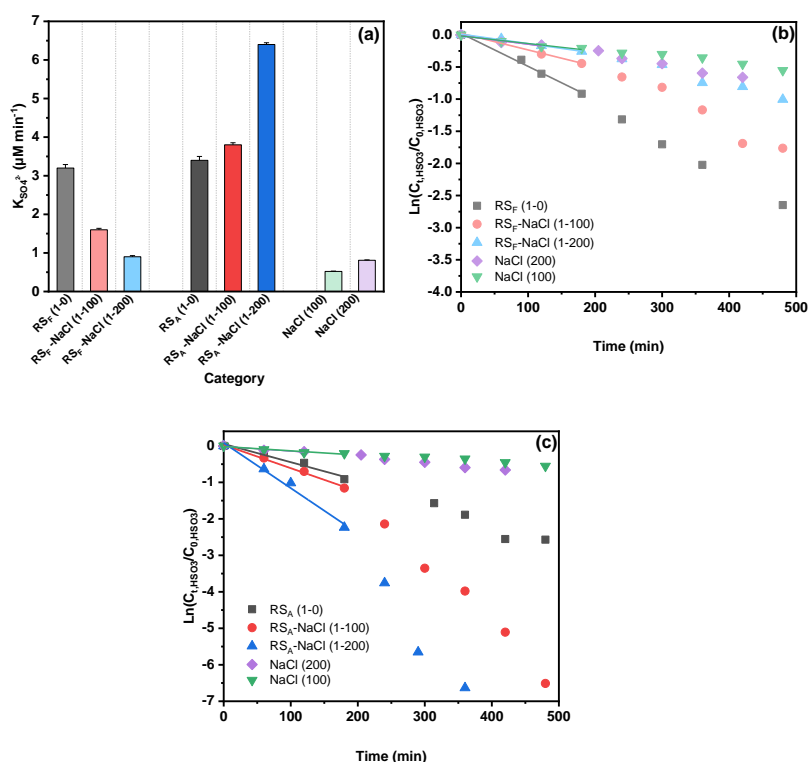 (a)
K_SO4^2- (μM min⁻¹)
7
6
5
4
3
2
1
0
RS_F (1-0)
RS_F -NaCl (1-100)
RS_F -NaCl (1-200)
RS_A (1-0)
RS_A -NaCl (1-100)
RS_A -NaCl (1-200)
NaCl (100)
NaCl (200)
Category
(b)
Ln(C_t,HSO3/C_0,HSO3)
0.0
-0.5
-1.0
-1.5
-2.0
-2.5
-3.0
-3.5
-4.0
RS_F (1-0)
RS_F-NaCl (1-100)
RS_F-NaCl (1-200)
NaCl (200)
NaCl (100)
0 100 200 300 400 500
Time (min)
(c)
Ln(C_t,HSO3/C_0,HSO3)
0
-1
-2
-3
-4
-5
-6
-7
RS_A (1-0)
RS_A-NaCl (1-100)
RS_A-NaCl (1-200)
NaCl (200)
NaCl (100)
0 100 200 300 400 500
Time (min)